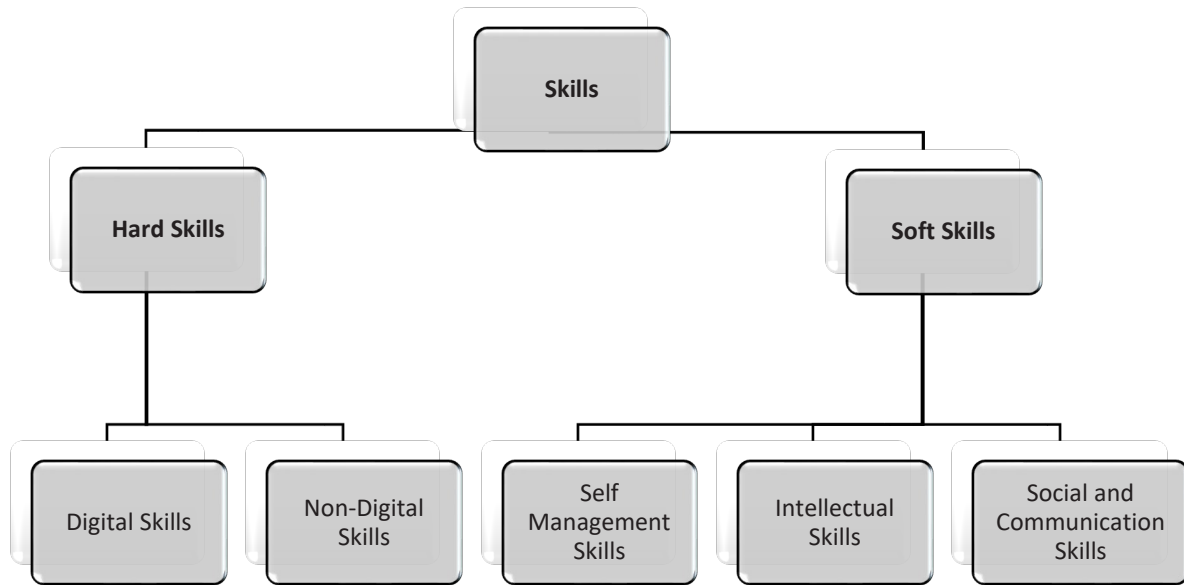 Skills
Hard Skills
Soft Skills
Digital Skills
Non-Digital
Skills
Self
Management
Skills
Intellectual
Skills
Social and
Communication
Skills